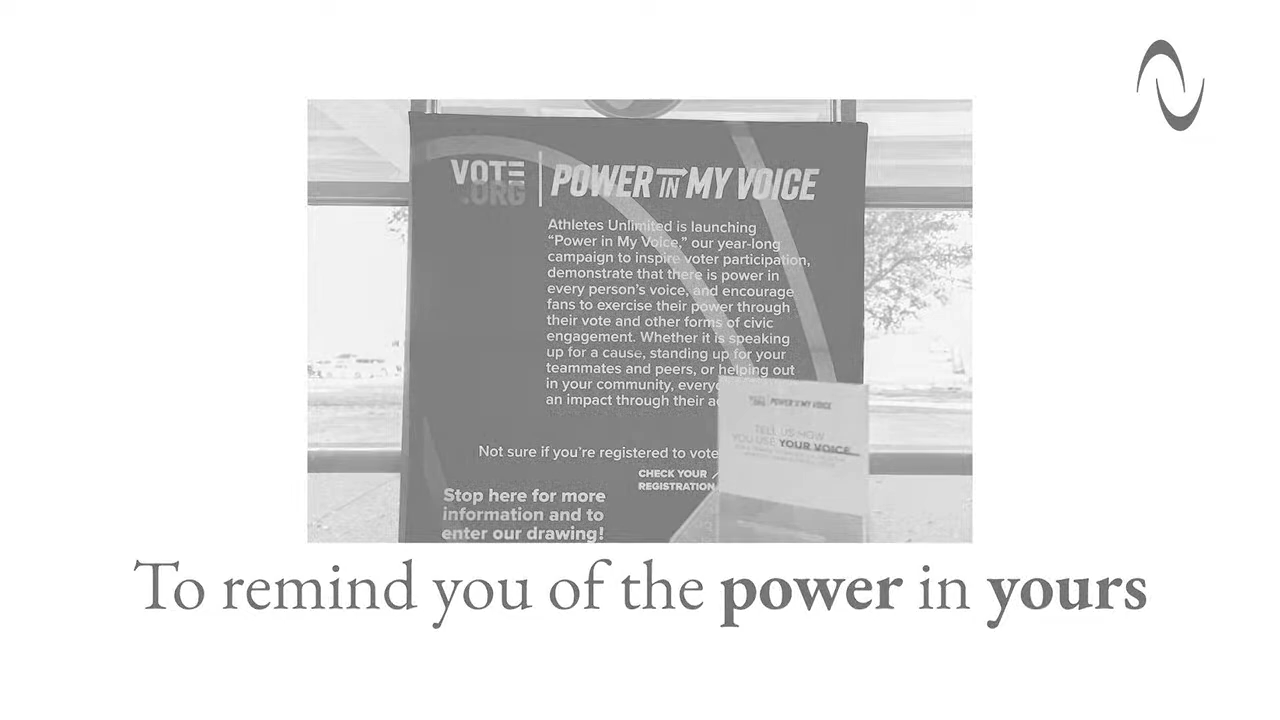 VOTE
.ORG
POWER IN MY VOICE
Athletes Unlimited is launching
“Power in My Voice,” our year-long
campaign to inspire voter participation,
demonstrate that there is power in
every person’s voice, and encourage
fans to exercise their power through
their vote and other forms of civic
engagement. Whether it is speaking
up for a cause, standing up for your
teammates and peers, or helping out
in your community,
an impact through their
Not sure if you’re registered to vote
CHECK YOUR
REGISTRATION
Stop here for more
information and to
enter our drawing!
POWER IN MY VOICE
TELL US HOW
YOU USE YOUR VOICE
To remind you of the power in yours